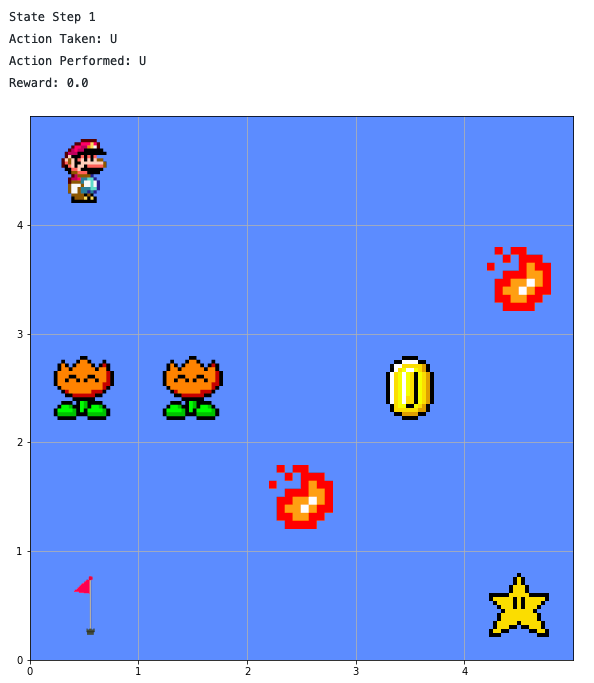 State Step 1
Action Taken: U
Action Performed: U
Reward: 0.0
4
3
2
1
0
0 1 2 3 4